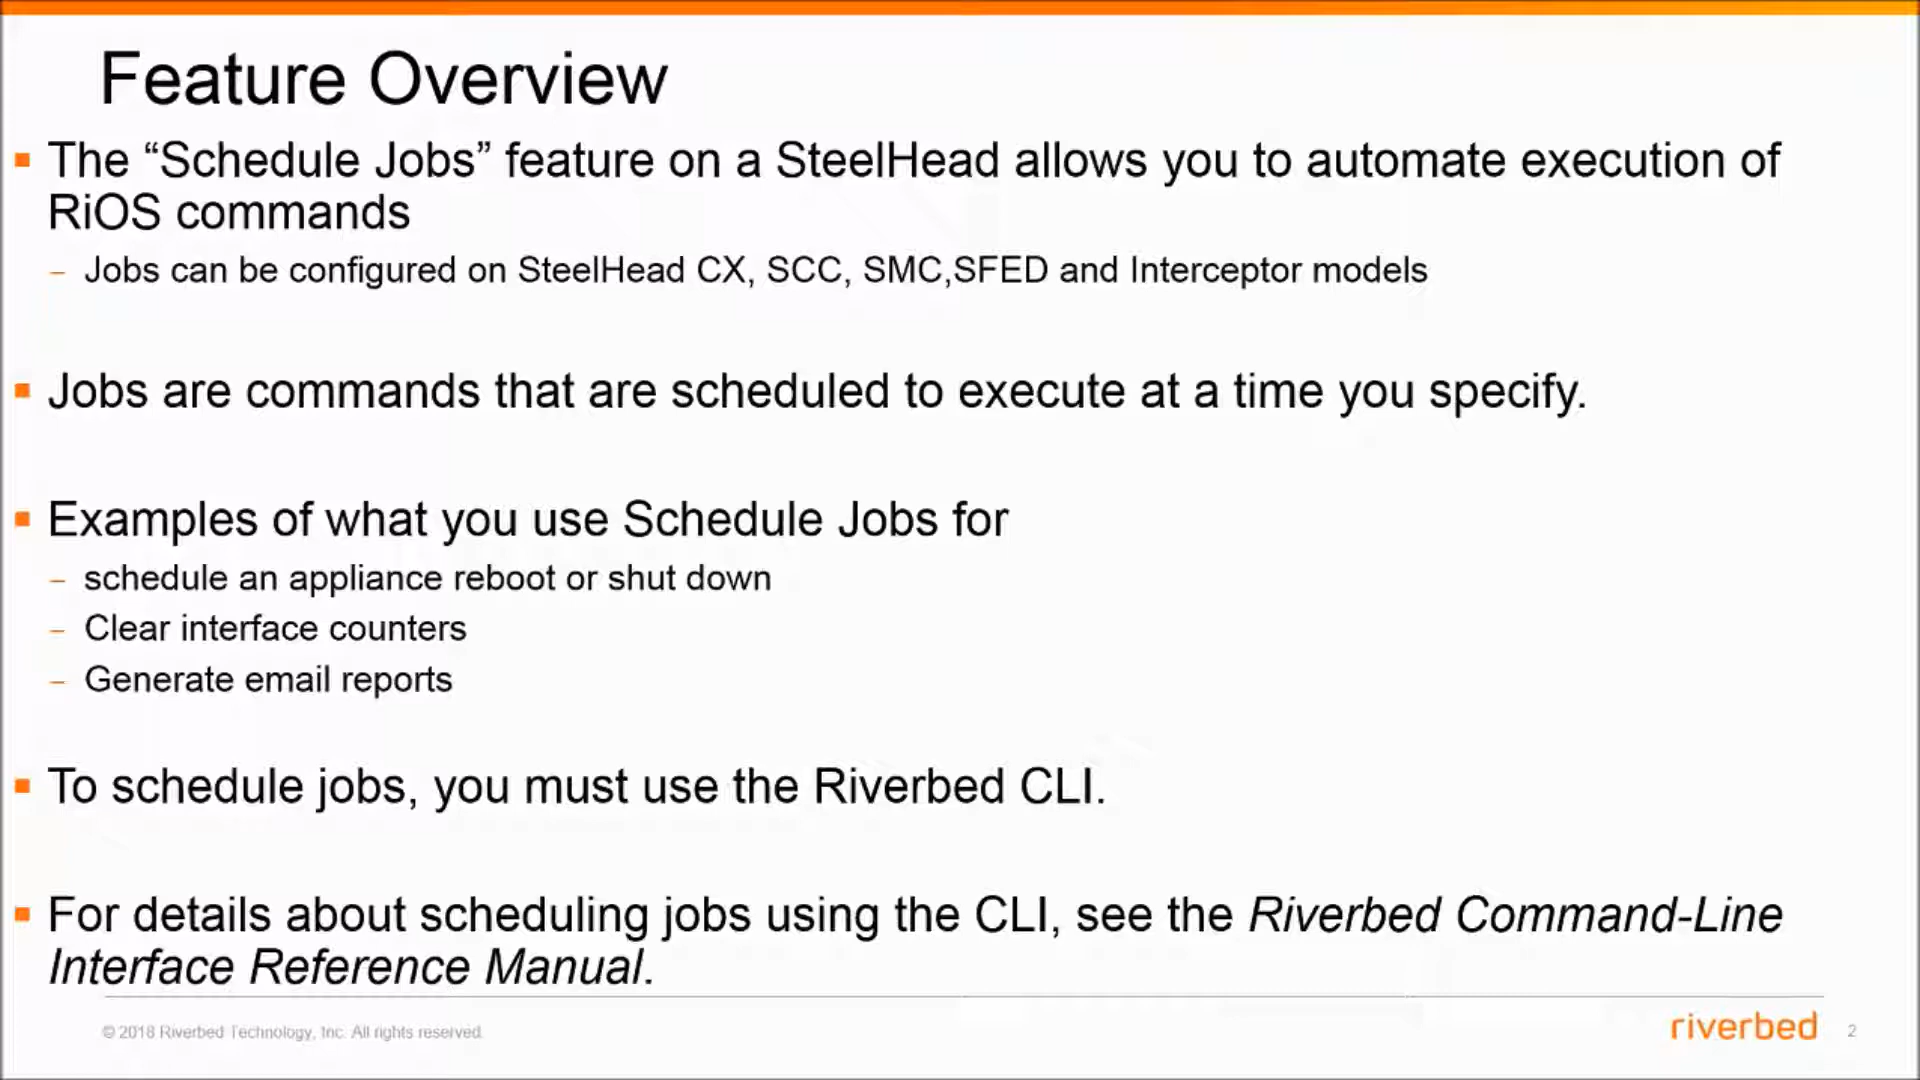 Feature Overview
The “Schedule Jobs” feature on a SteelHead allows you to automate execution of
RiOS commands
– Jobs can be configured on SteelHead CX, SCC, SMC,SFED and Interceptor models
Jobs are commands that are scheduled to execute at a time you specify.
Examples of what you use Schedule Jobs for
– schedule an appliance reboot or shut down
– Clear interface counters
– Generate email reports
To schedule jobs, you must use the Riverbed CLI.
For details about scheduling jobs using the CLI, see the Riverbed Command-Line
Interface Reference Manual.
© 2018 Riverbed Technology, Inc. All rights reserved.
riverbed
2